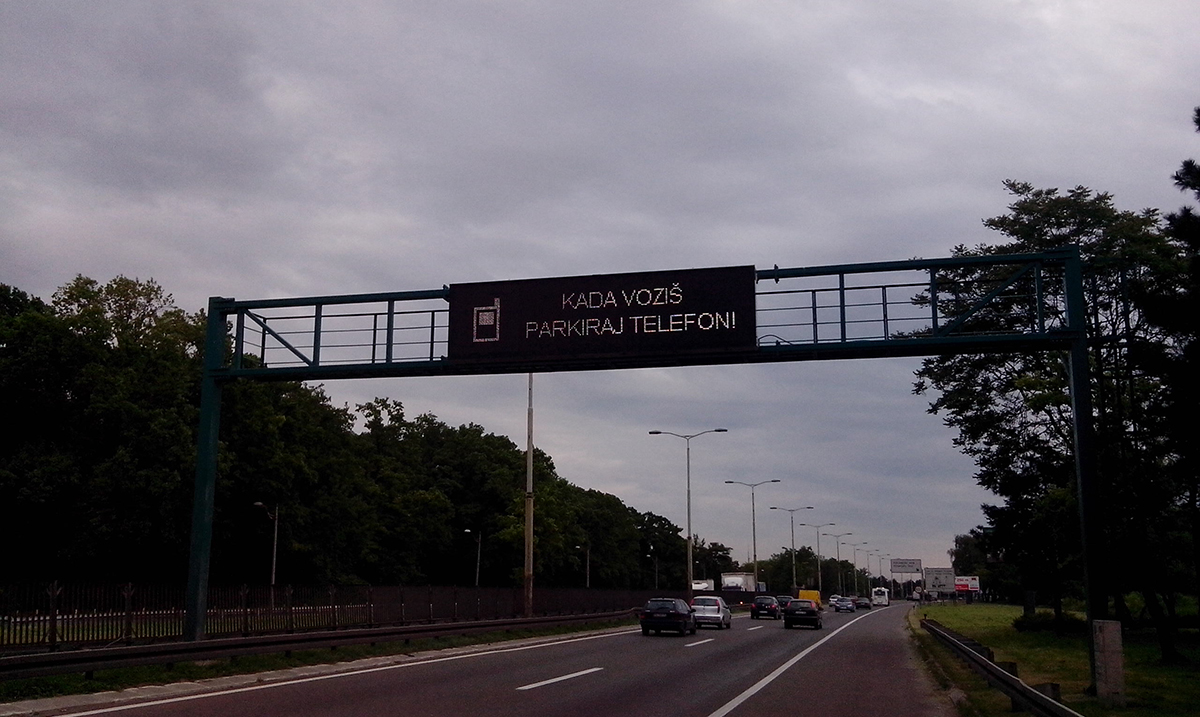 KADA VOZIŠ
PARKIRAJ TELEFON!